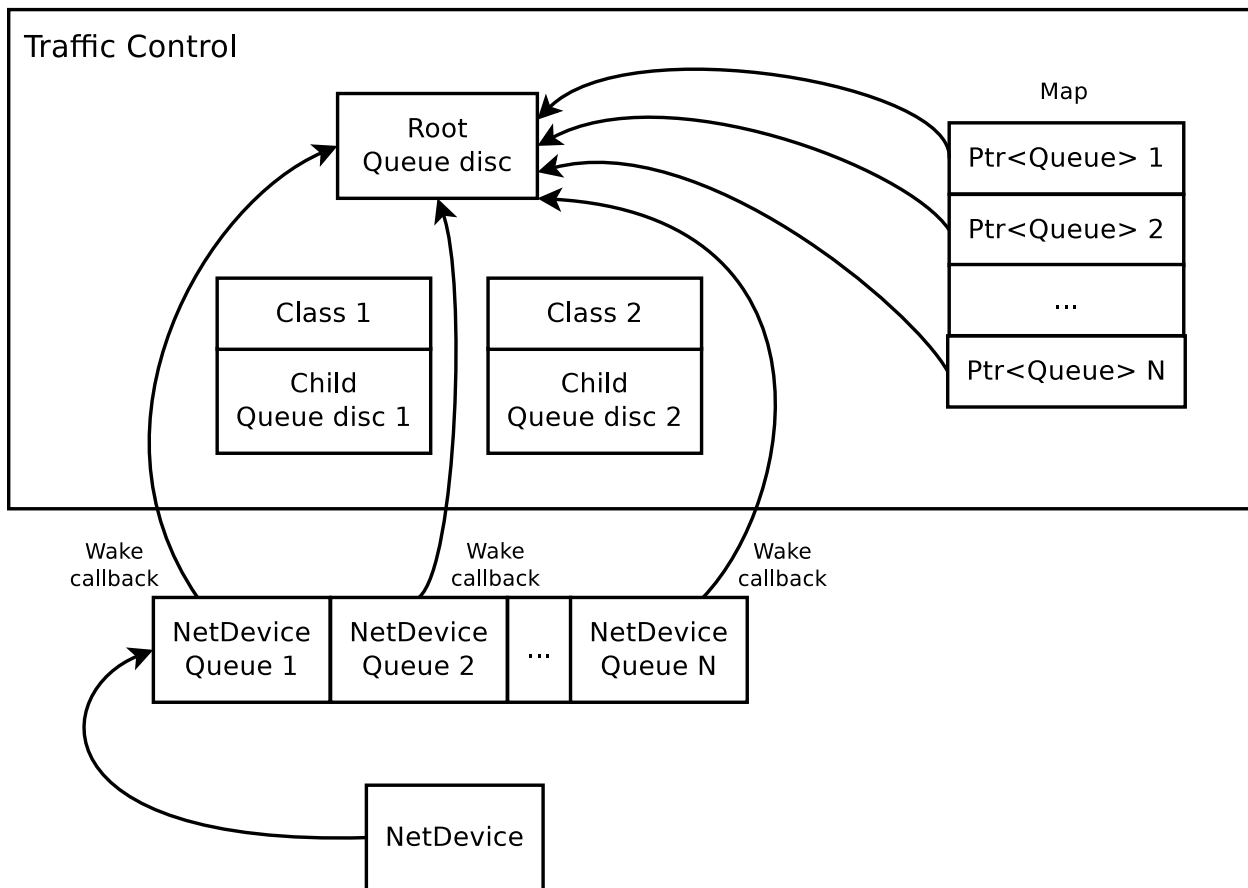 Traffic Control
Map
Root
Queue disc
Ptr<Queue> 1
Ptr<Queue> 2
...
Ptr<Queue> N
Class 1
Child
Queue disc 1
Class 2
Child
Queue disc 2
Wake
callback
Wake
callback
Wake
callback
NetDevice
Queue 1
NetDevice
Queue 2
...
NetDevice
Queue N
NetDevice